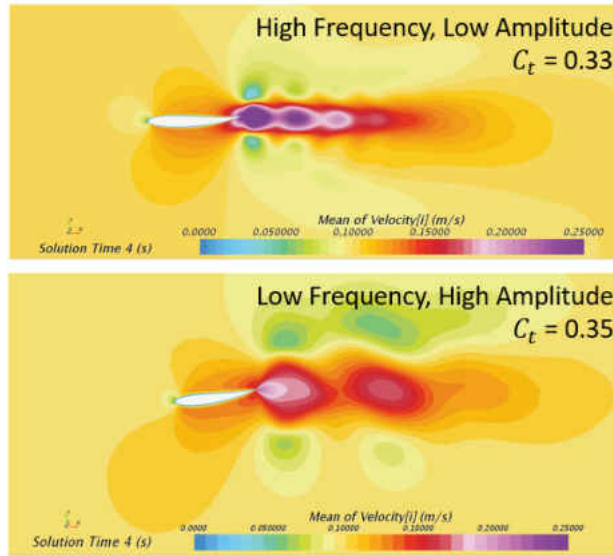 High Frequency, Low Amplitude
C_t = 0.33
Mean of Velocity[i] (m/s)
Solution Time 4 (s)
0.0000 0.050000 0.10000 0.15000 0.20000 0.25000
Low Frequency, High Amplitude
C_t = 0.35
Mean of Velocity[i] (m/s)
Solution Time 4 (s)
0.0000 0.050000 0.10000 0.15000 0.20000 0.25000